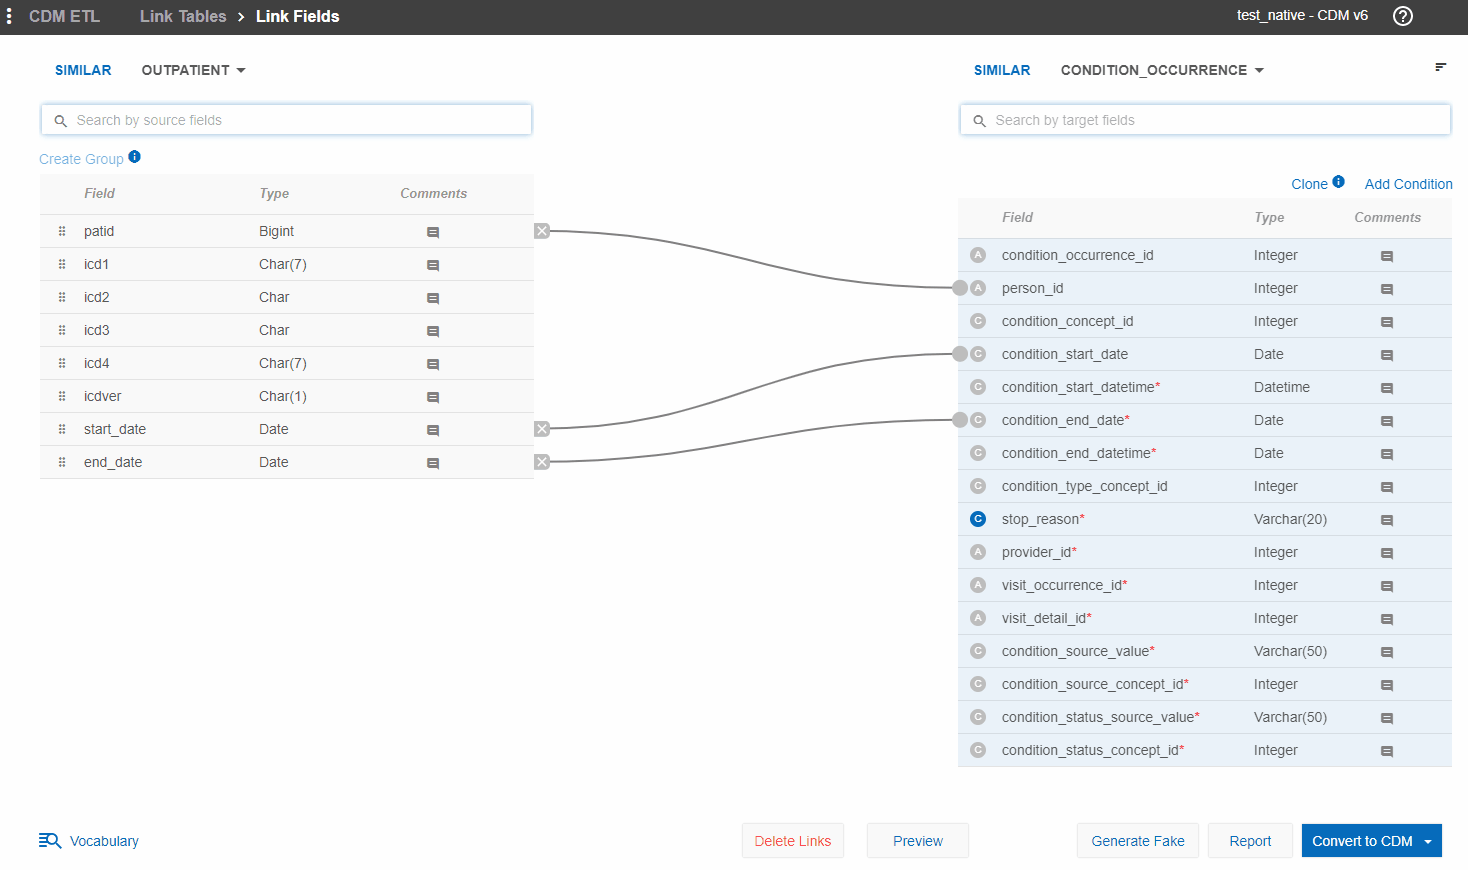 CDM ETL Link Tables > Link Fields test_native - CDM v6 ?
SIMILAR OUTPATIENT
Search by source fields
Create Group i
Field Type Comments
patid Bigint
icd1 Char(7)
icd2 Char
icd3 Char
icd4 Char(7)
icdver Char(1)
start_date Date
end_date Date
SIMILAR CONDITION_OCCURRENCE
Search by target fields
Clone i Add Condition
Field Type Comments
A condition_occurrence_id Integer
A person_id Integer
C condition_concept_id Integer
C condition_start_date Date
C condition_start_datetime* Datetime
C condition_end_date* Date
C condition_end_datetime* Date
C condition_type_concept_id Integer
C stop_reason* Varchar(20)
A provider_id* Integer
A visit_occurrence_id* Integer
A visit_detail_id* Integer
C condition_source_value* Varchar(50)
C condition_source_concept_id* Integer
C condition_status_source_value* Varchar(50)
C condition_status_concept_id* Integer
Vocabulary Delete Links Preview Generate Fake Report Convert to CDM